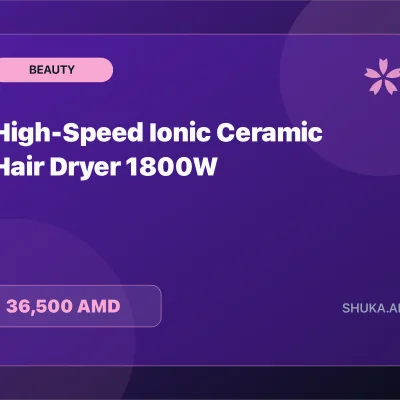 BEAUTY
High-Speed Ionic Ceramic
Hair Dryer 1800W
36,500 AMD
SHUKA.A